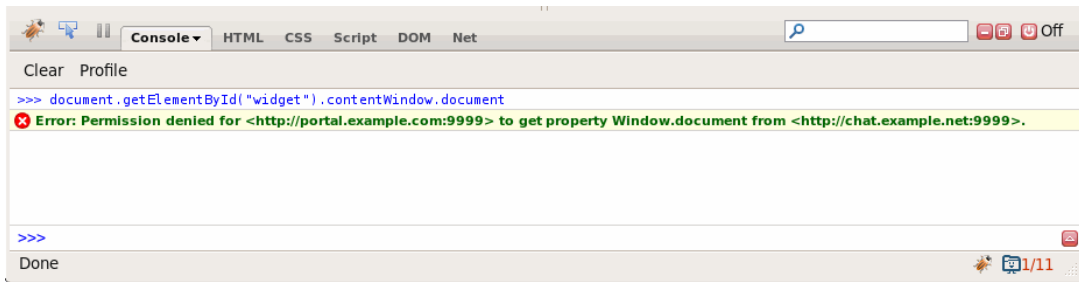 Console HTML CSS Script DOM Net Off
Clear Profile
>>> document.getElementById("widget").contentWindow.document
Error: Permission denied for <http://portal.example.com:9999> to get property Window.document from <http://chat.example.net:9999>.
>>>
Done 1/11